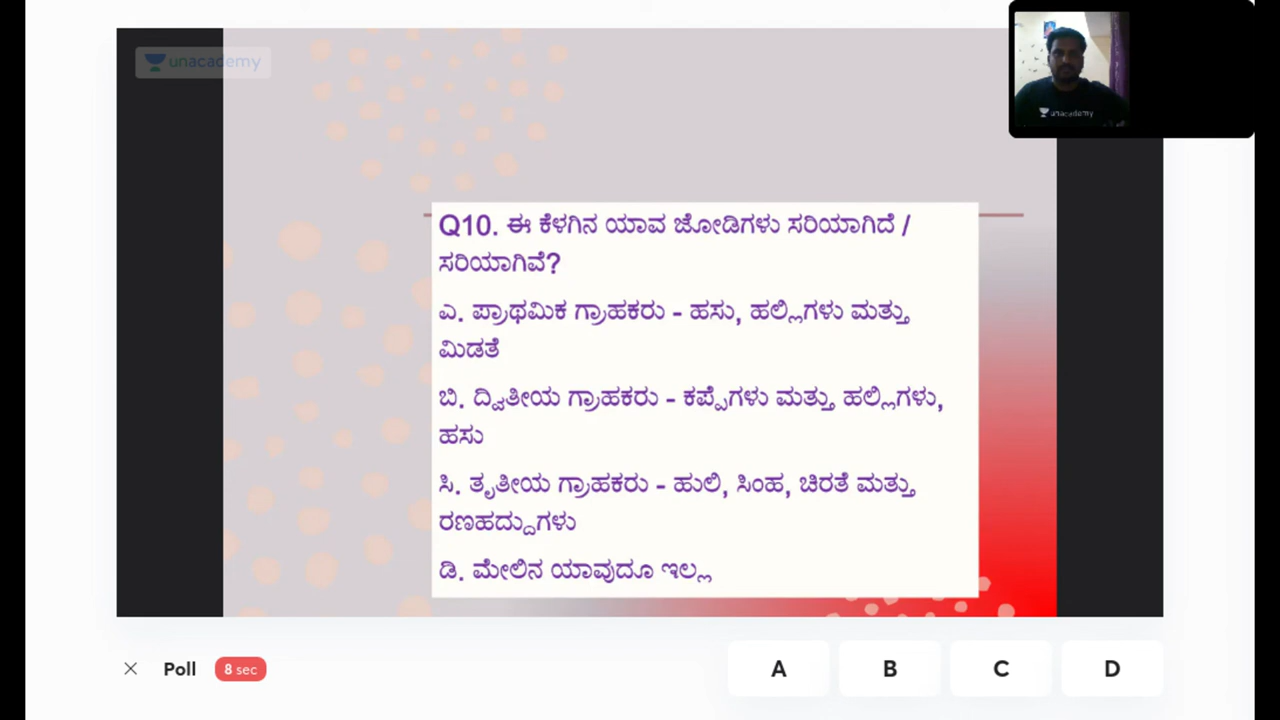 unacademy
unacademy
Q10. ಈ ಕೆಳಗಿನ ಯಾವ ಜೋಡಿಗಳು ಸರಿಯಾಗಿದೆ /
ಸರಿಯಾಗಿವೆ?
ಎ. ಪ್ರಾಥಮಿಕ ಗ್ರಾಹಕರು - ಹಸು, ಹಲ್ಲಿಗಳು ಮತ್ತು
ಮಿಡತೆ
ಬಿ. ದ್ವಿತೀಯ ಗ್ರಾಹಕರು - ಕಪ್ಪೆಗಳು ಮತ್ತು ಹಲ್ಲಿಗಳು,
ಹಸು
ಸಿ. ತೃತೀಯ ಗ್ರಾಹಕರು - ಹುಲಿ, ಸಿಂಹ, ಚಿರತೆ ಮತ್ತು
ರಣಹದ್ದುಗಳು
ಡಿ. ಮೇಲಿನ ಯಾವುದೂ ಇಲ್ಲ
Poll 8 sec A B C D